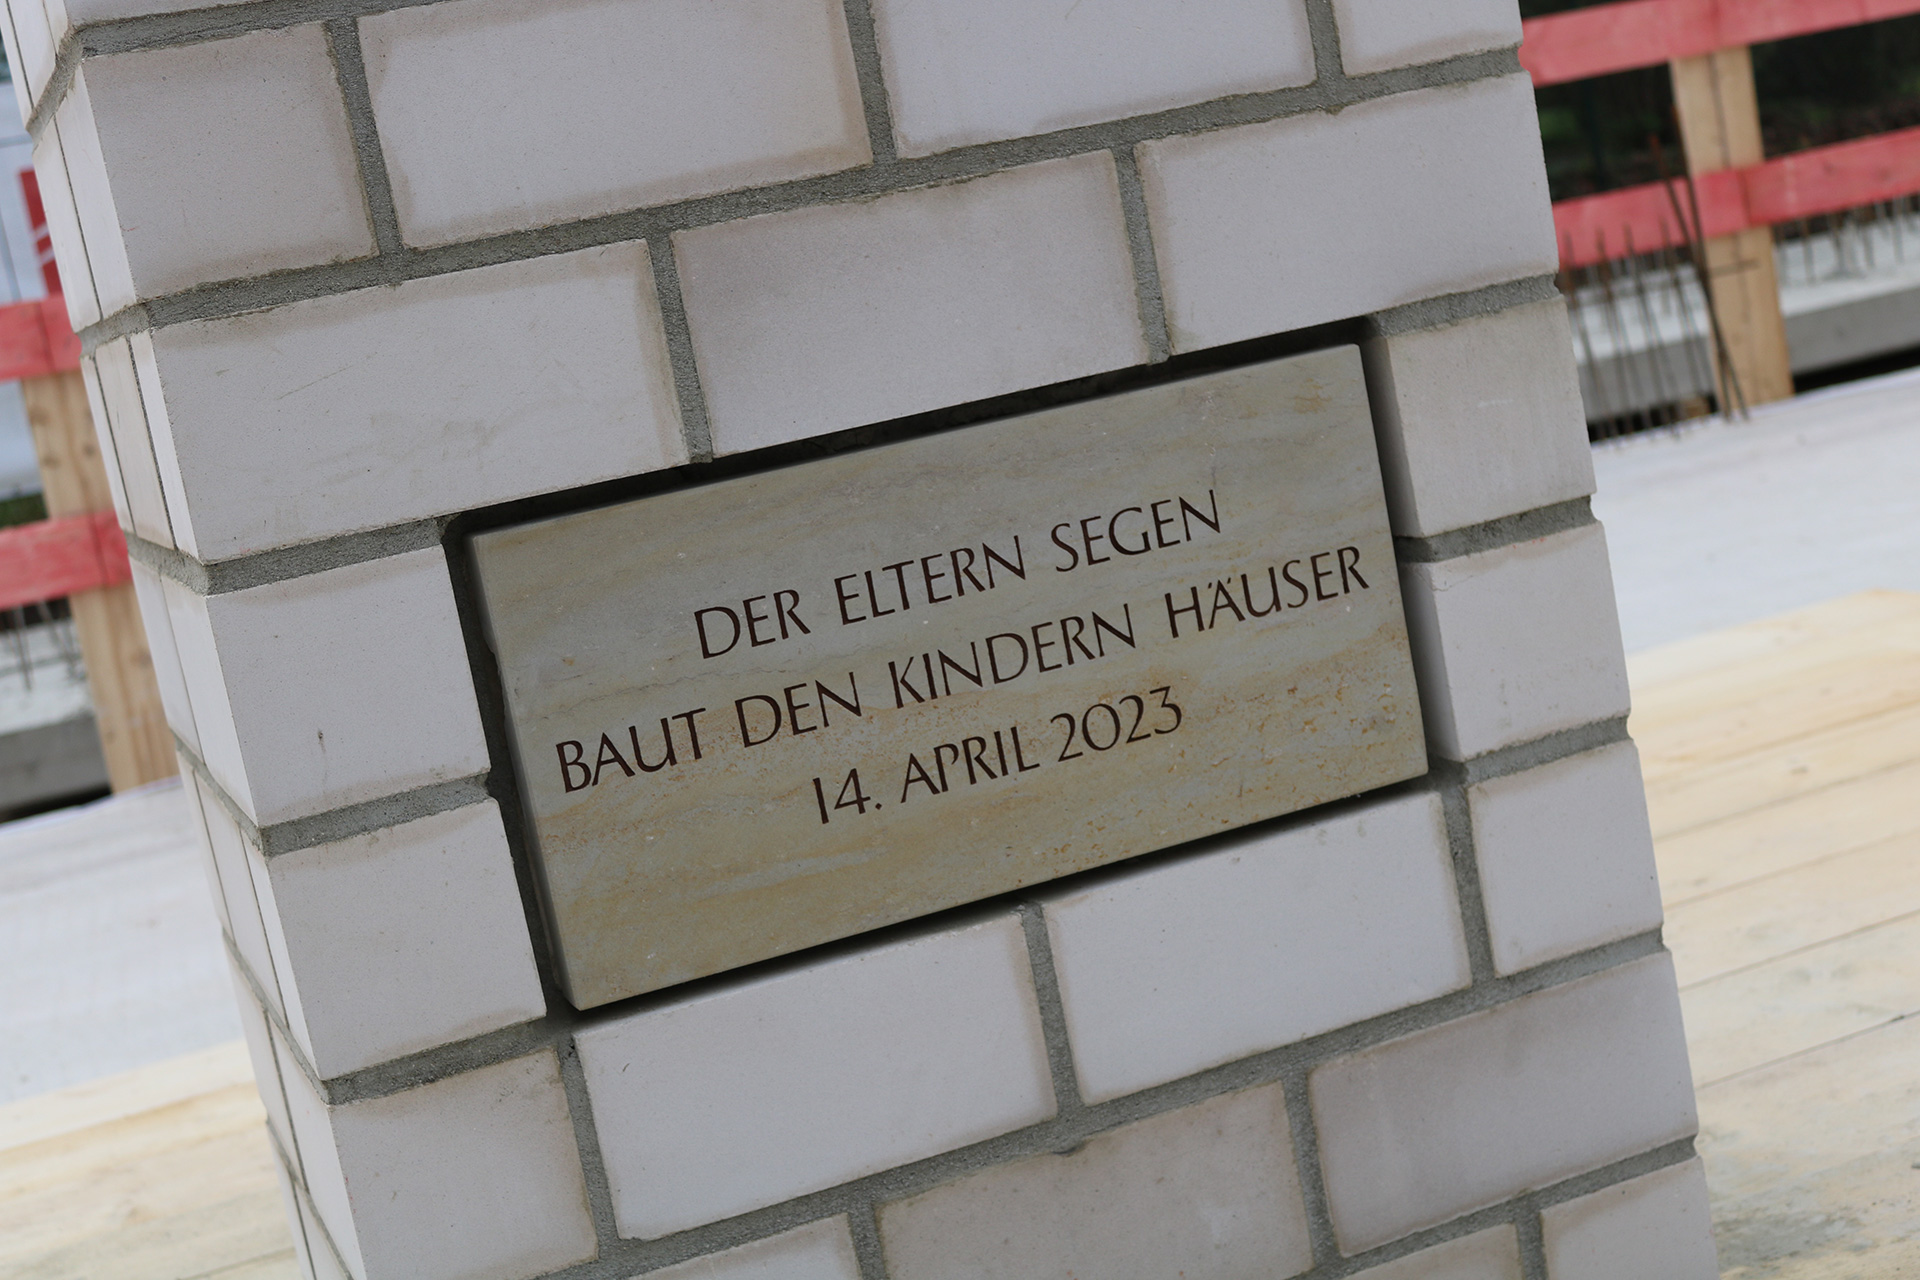 DER ELTERN SEGEN
BAUT DEN KINDERN HÄUSER
14. APRIL 2023